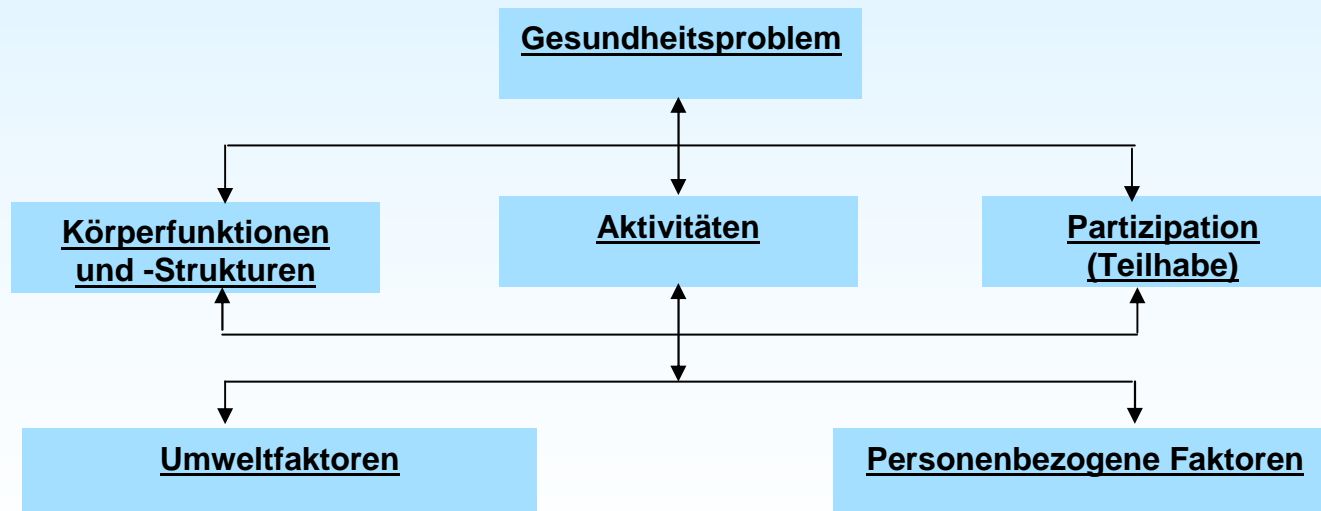 Gesundheitsproblem
Körperfunktionen
und -Strukturen
Aktivitäten
Partizipation
(Teilhabe)
Umweltfaktoren
Personenbezogene Faktoren